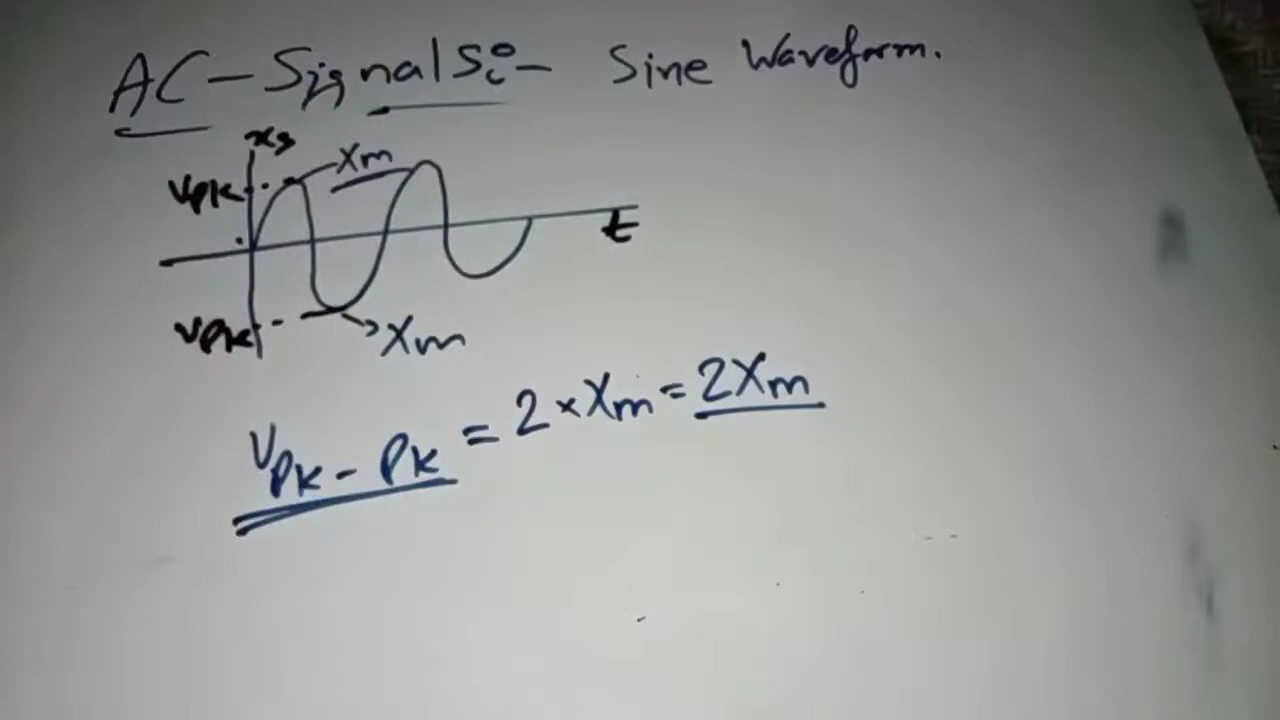 AC - Signals:- Sine Waveform.
xs
Vpk
Xm
t
Vpk
Xm
Vpk - pk = 2 × Xm = 2Xm